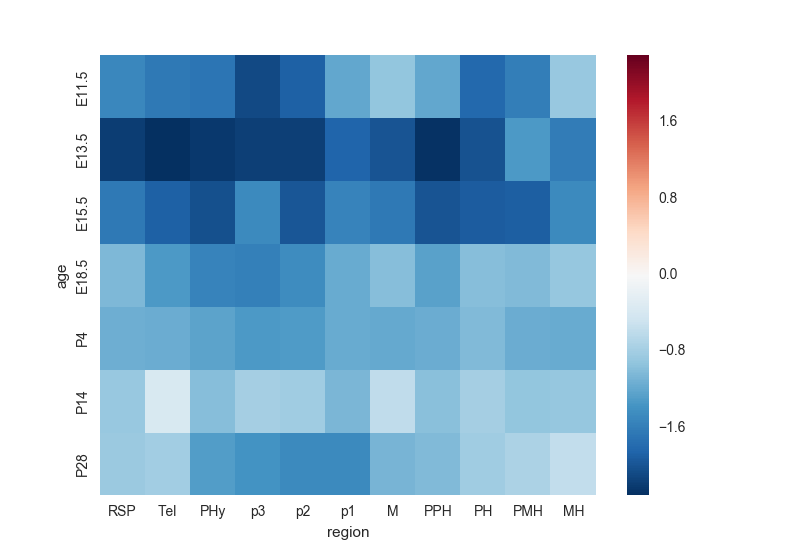 E11.5
E13.5
E15.5
E18.5
P4
P14
P28
age
RSP Tel PHy p3 p2 p1 M PPH PH PMH MH
region
1.6
0.8
0.0
−0.8
−1.6